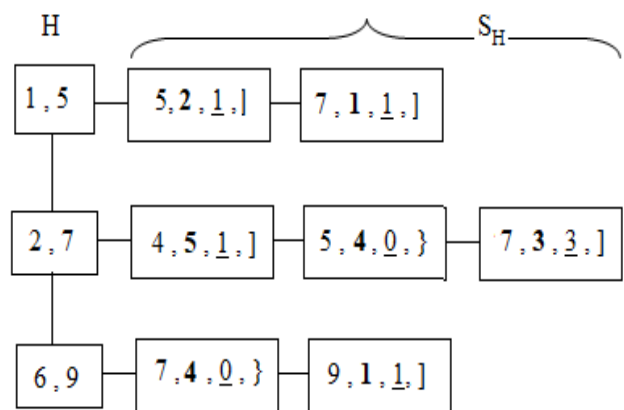 H S_H
1 , 5 5,2 ,1 ,] 7 , 1 ,1 ,]
2 , 7 4 , 5 ,1 , ] 5 , 4 ,0 , } 7 , 3 ,3 , ]
6 , 9 7 , 4 ,0 , } 9 , 1 ,1 , ]